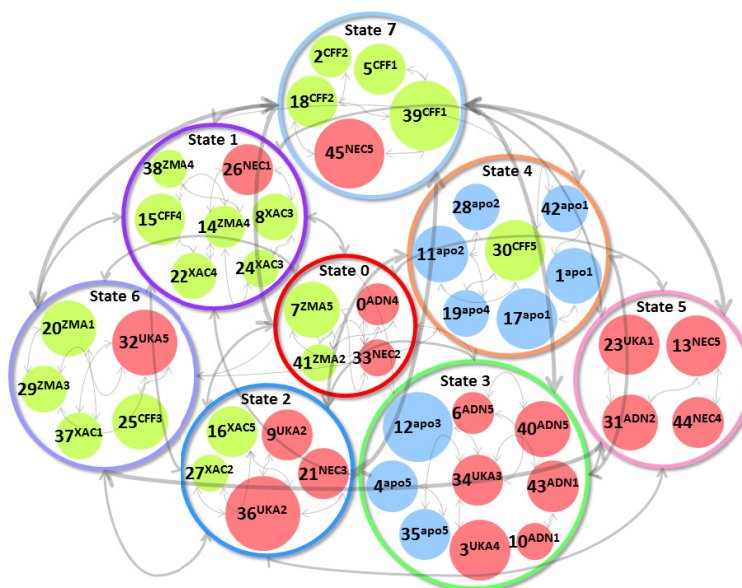 State 7
2CFF2
5CFF1
18CFF2
39CFF1
45NEC5
State 1
38ZMA4
26NEC1
15CFF4
14ZMA4
8XAC3
22XAC4
24XAC3
State 4
28apo2
42apo1
11apo2
30CFF5
1apo1
19apo4
17apo1
State 0
7ZMA5
0ADN4
41ZMA2
33NEC2
State 6
20ZMA1
32UKA5
29ZMA3
37XAC1
25CFF3
State 5
23UKA1
13NEC5
31ADN2
44NEC4
State 2
16XAC5
9UKA2
27XAC2
21NEC3
36UKA2
State 3
12apo3
6ADN5
40ADN5
4apo5
34UKA3
43ADN1
35apo5
3UKA4
10ADN1